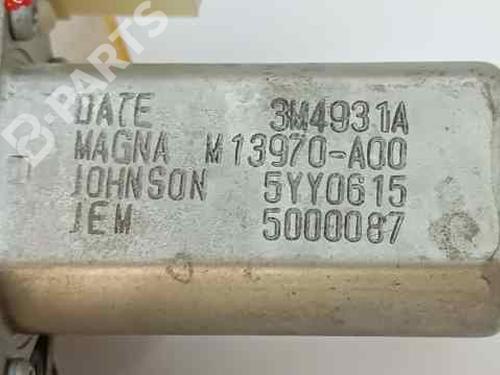 B-PARTS
DATE 3M4931A
MAGNA M13970-A00
JOHNSON 5YY0615
JEM 5000087